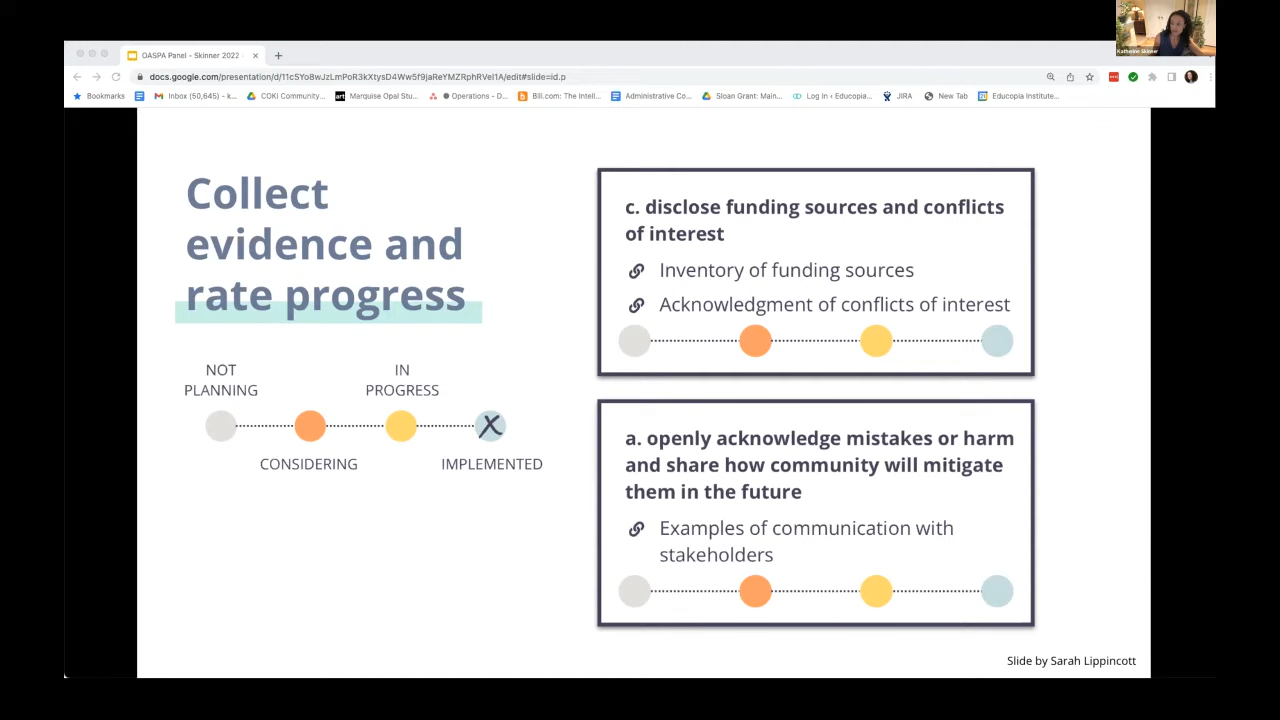 Katherine Skinner
OASPA Panel - Skinner 2022
docs.google.com/presentation/d/11cSYo8wJzLmPoR3kXtysD4Ww5f9jaReYMZRphRVeI1A/edit#slide=id.p
Bookmarks
Inbox (50,645) - k...
COKI Community...
art Marquise Opal Stu...
Operations - D...
Bill.com: The Intell...
Administrative Co...
Sloan Grant: Main...
Log In ‹ Educopia...
JIRA
New Tab
Educopia Institute...
Collect
evidence and
rate progress
NOT
PLANNING
IN
PROGRESS
X
CONSIDERING
IMPLEMENTED
c. disclose funding sources and conflicts
of interest
Inventory of funding sources
Acknowledgment of conflicts of interest
a. openly acknowledge mistakes or harm
and share how community will mitigate
them in the future
Examples of communication with
stakeholders
Slide by Sarah Lippincott